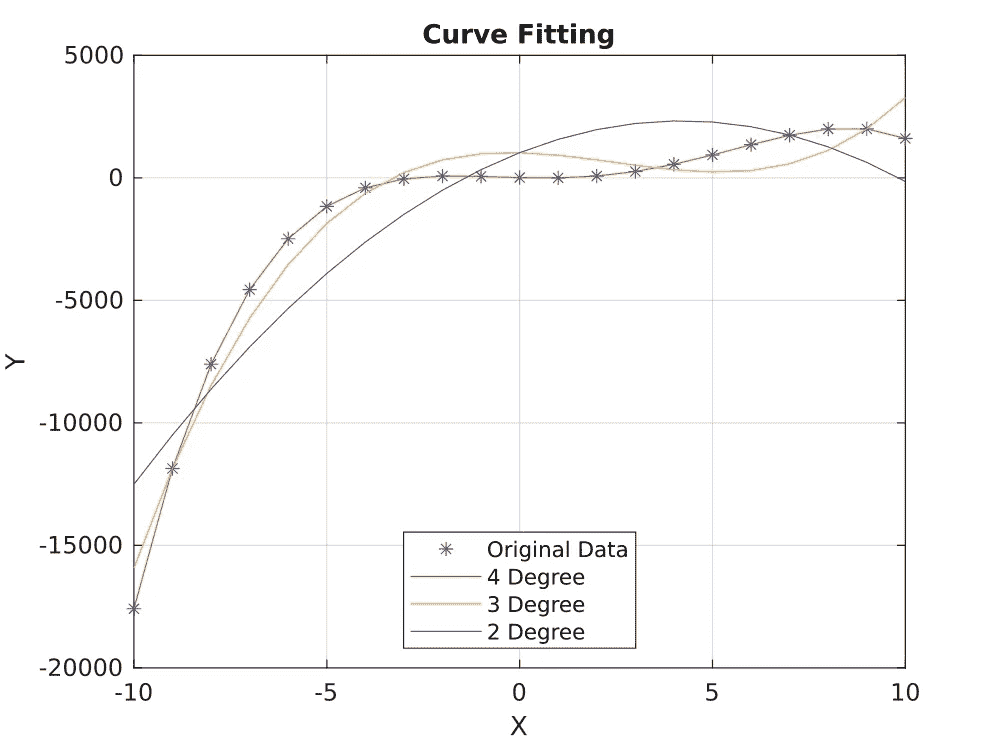 Curve Fitting
5000
0
-5000
-10000
-15000
-20000
Y
Original Data
4 Degree
3 Degree
2 Degree
-10 -5 0 5 10
X